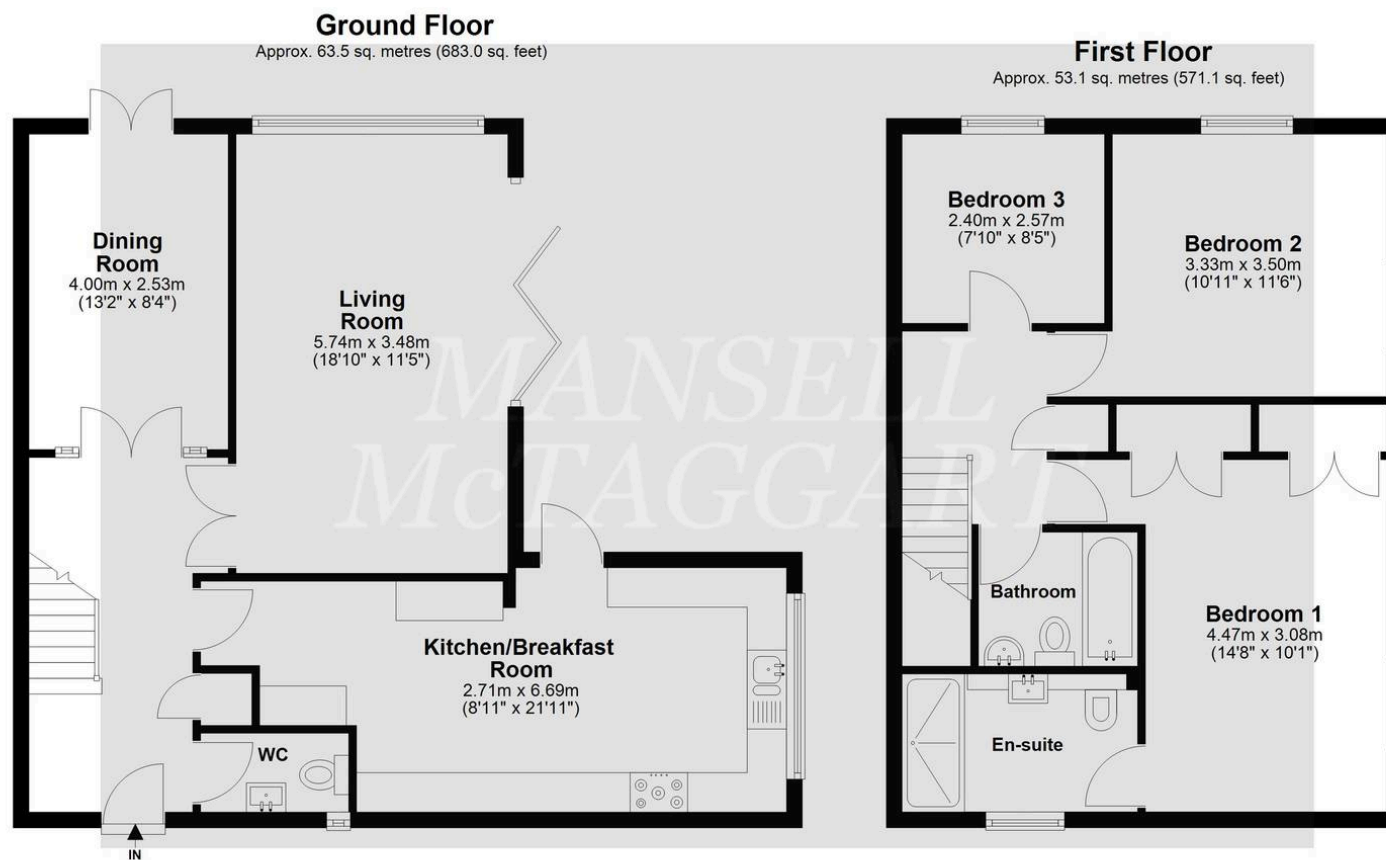 Ground Floor
Approx. 63.5 sq. metres (683.0 sq. feet)
First Floor
Approx. 53.1 sq. metres (571.1 sq. feet)
Dining
Room
4.00m x 2.53m
(13'2" x 8'4")
Living
Room
5.74m x 3.48m
(18'10" x 11'5")
Kitchen/Breakfast
Room
2.71m x 6.69m
(8'11" x 21'11")
WC
IN
Bedroom 3
2.40m x 2.57m
(7'10" x 8'5")
Bedroom 2
3.33m x 3.50m
(10'11" x 11'6")
Bathroom
Bedroom 1
4.47m x 3.08m
(14'8" x 10'1")
En-suite
MANSELL
McTAGGART